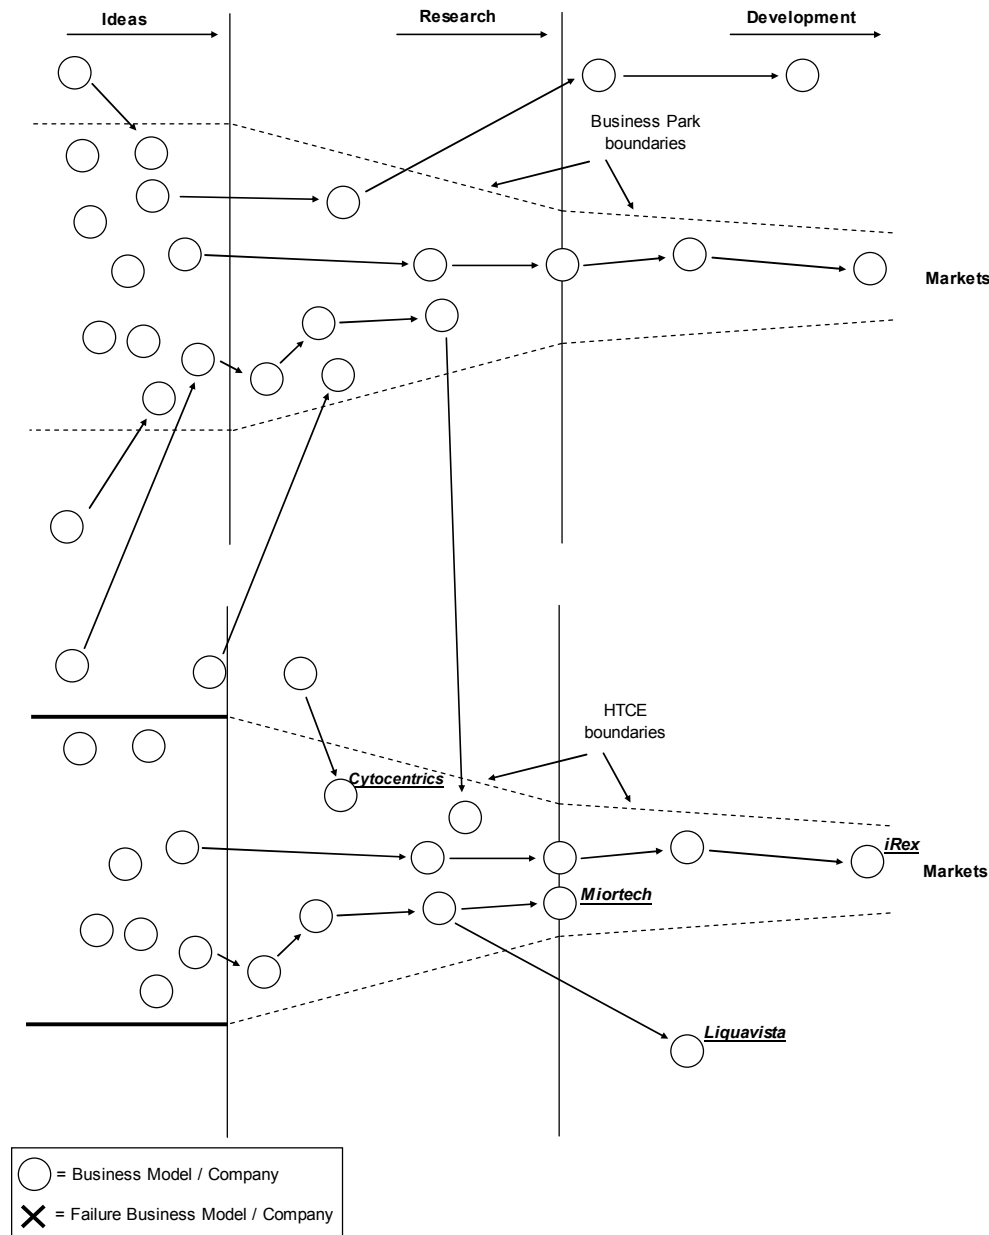 Ideas
Research
Development
Business Park
boundaries
Markets
HTCE
boundaries
Cytocentrics
iRex
Markets
Miortech
Liquavista
= Business Model / Company
= Failure Business Model / Company